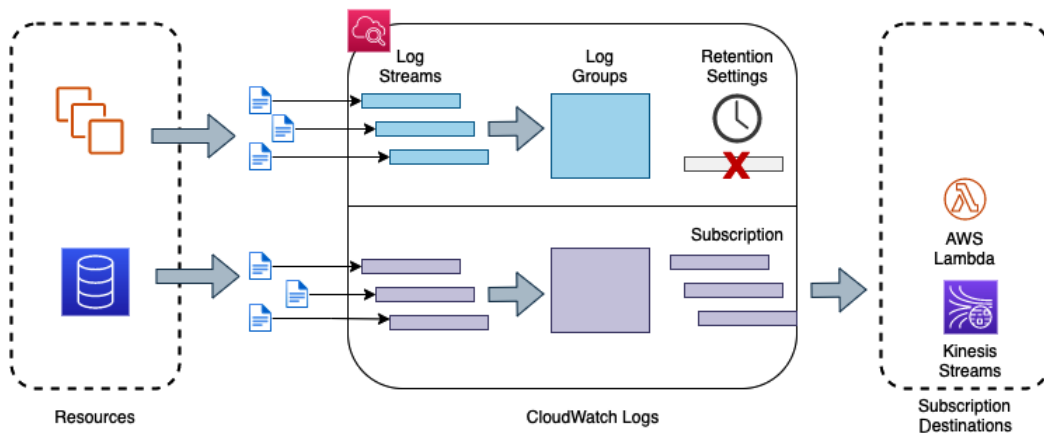 Log
Streams
Log
Groups
Retention
Settings
Subscription
AWS
Lambda
Kinesis
Streams
Resources
CloudWatch Logs
Subscription
Destinations